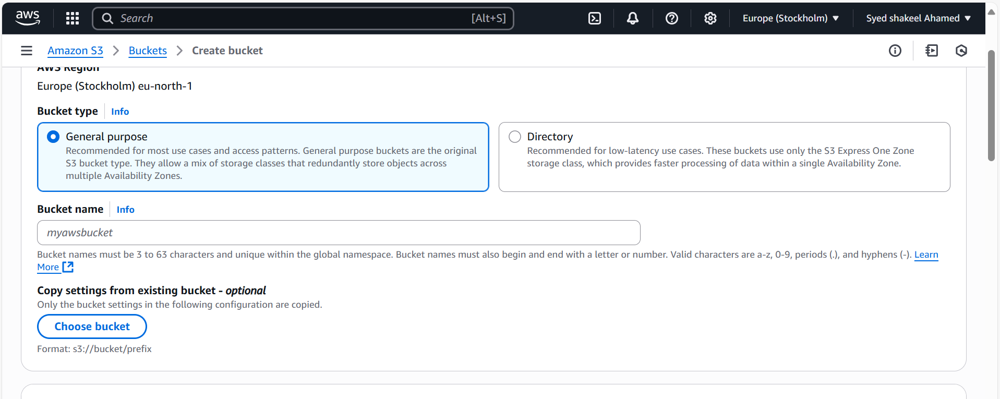 aws
Search
[Alt+S]
Europe (Stockholm)
Syed shakeel Ahamed
Amazon S3
Buckets
Create bucket
AWS Region
Europe (Stockholm) eu-north-1
Bucket type
Info
General purpose
Recommended for most use cases and access patterns. General purpose buckets are the original
S3 bucket type. They allow a mix of storage classes that redundantly store objects across
multiple Availability Zones.
Directory
Recommended for low-latency use cases. These buckets use only the S3 Express One Zone
storage class, which provides faster processing of data within a single Availability Zone.
Bucket name
Info
myawsbucket
Bucket names must be 3 to 63 characters and unique within the global namespace. Bucket names must also begin and end with a letter or number. Valid characters are a-z, 0-9, periods (.), and hyphens (-). Learn
More
Copy settings from existing bucket - optional
Only the bucket settings in the following configuration are copied.
Choose bucket
Format: s3://bucket/prefix